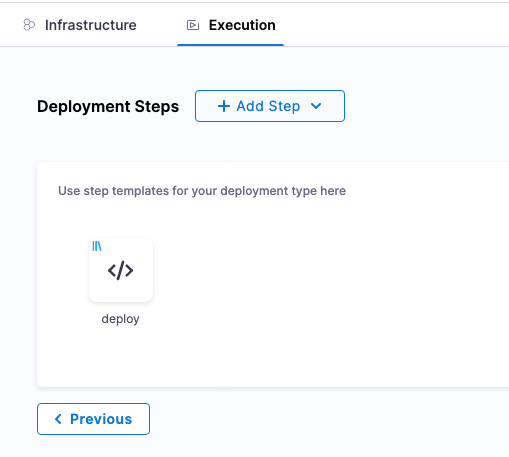 Infrastructure
Execution
Deployment Steps
+ Add Step
Use step templates for your deployment type here
</>
deploy
Previous